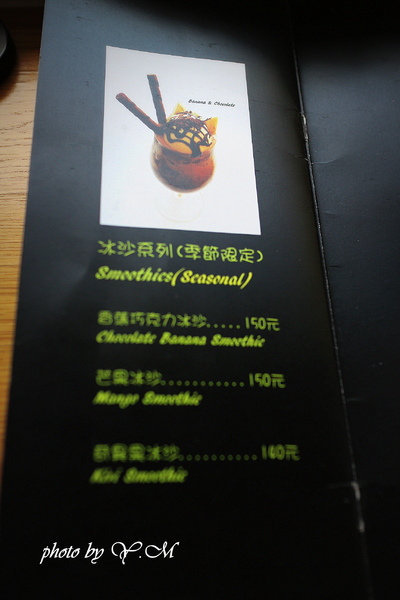 Banana & Chocolate
冰沙系列(季節限定)
Smoothies(Seasonal)
香蕉巧克力冰沙.....150元
Chocolate Banana Smoothie
芒果冰沙...........150元
Mango Smoothie
奇異果冰沙...........160元
Kiwi Smoothie
photo by Y.M